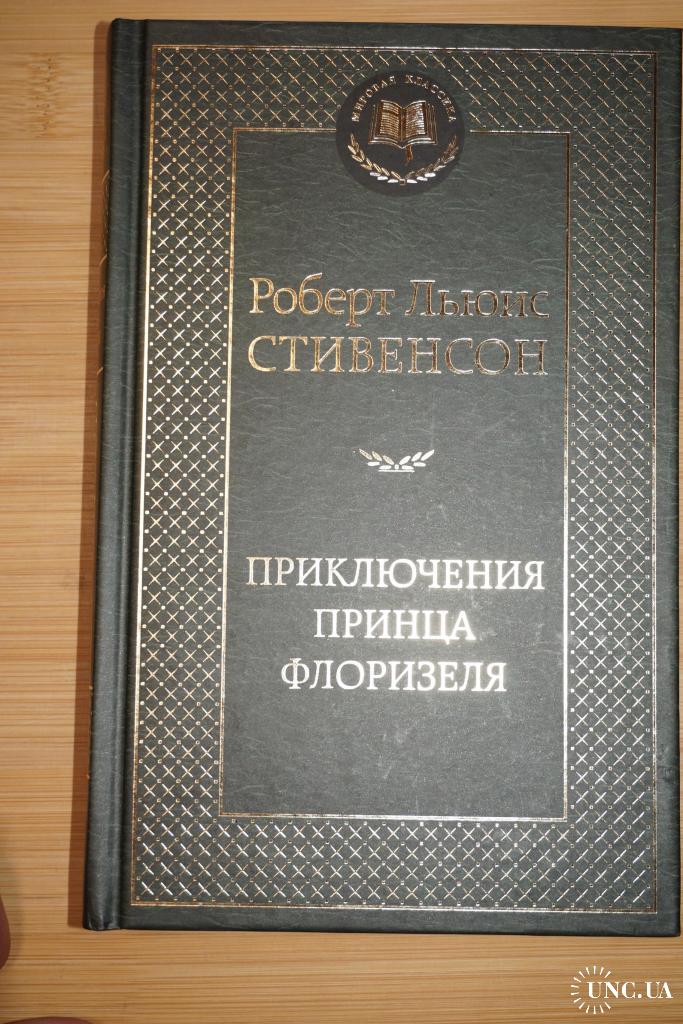 МИРОВАЯ КЛАССИКА
Роберт Льюис
СТИВЕНСОН
ПРИКЛЮЧЕНИЯ
ПРИНЦА
ФЛОРИЗЕЛЯ
UNC.UA